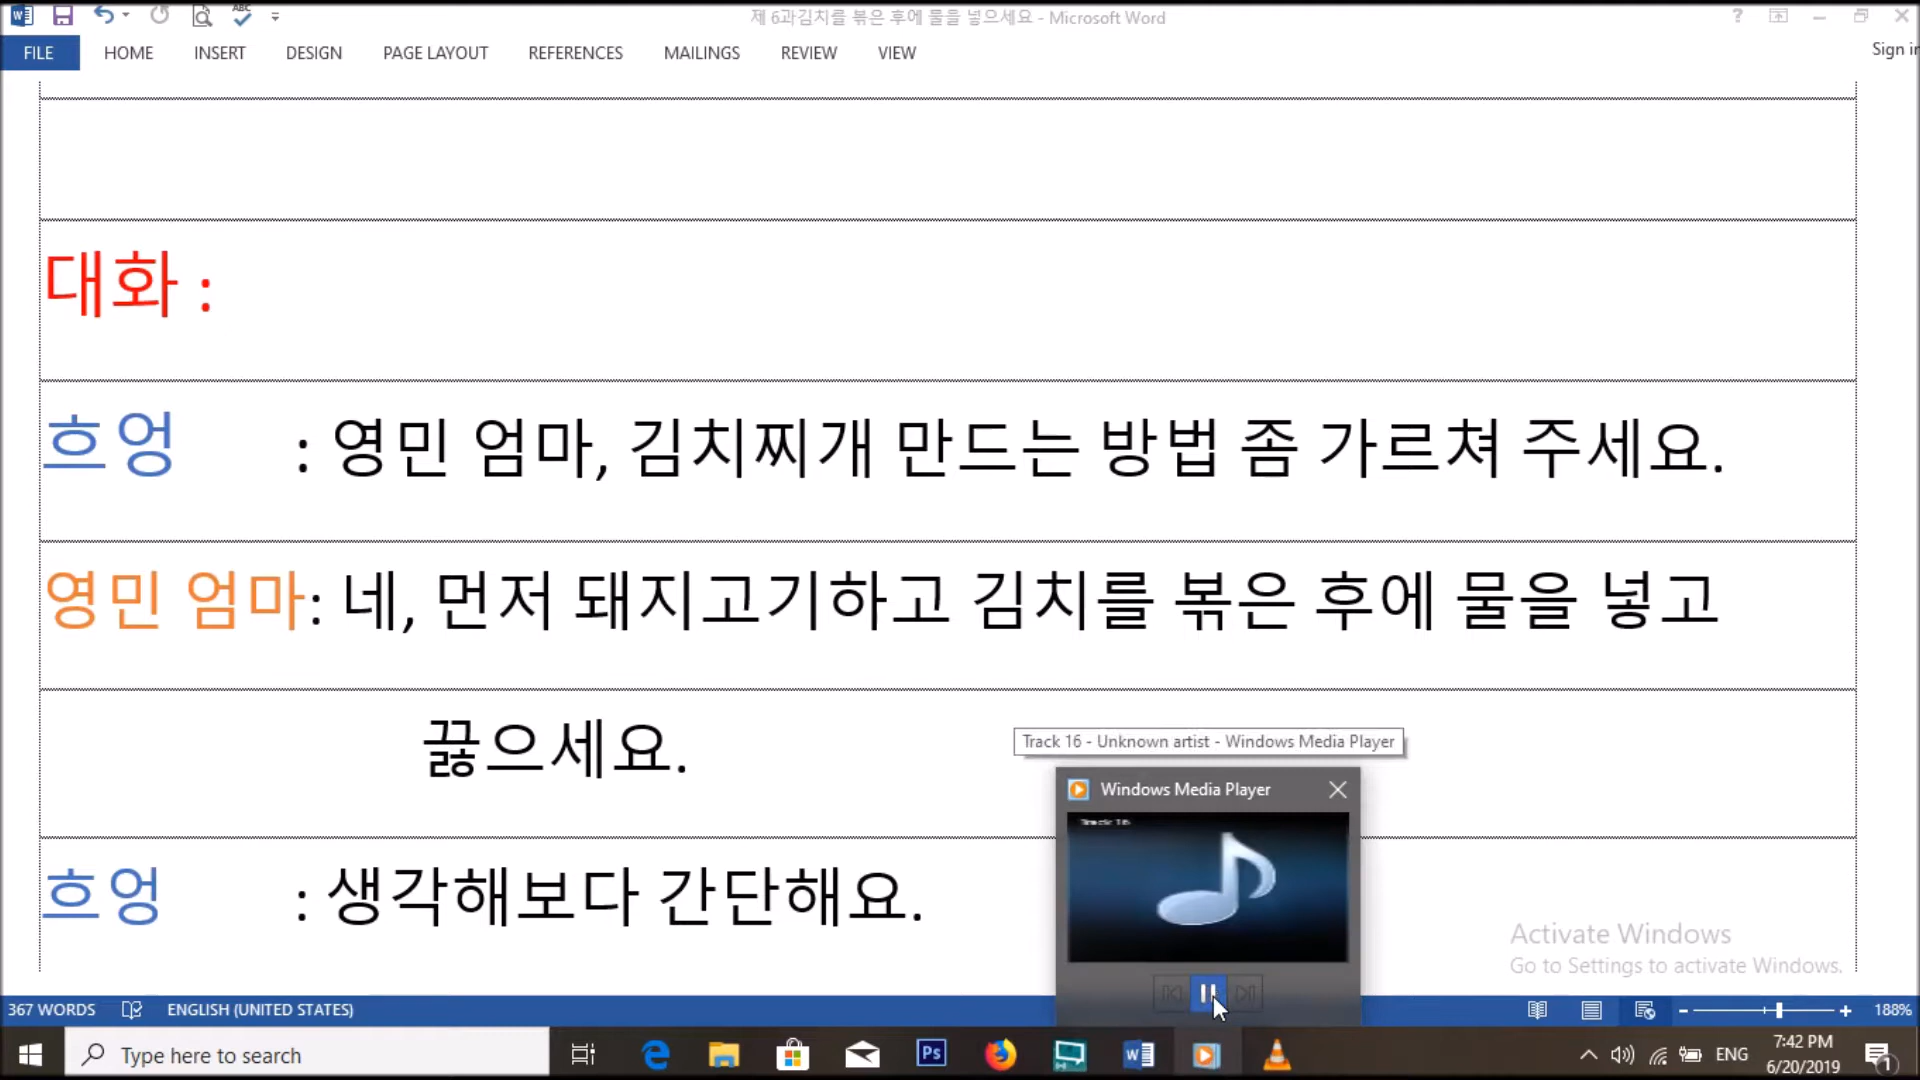 제 6과김치를 볶은 후에 물을 넣으세요 - Microsoft Word
FILE HOME INSERT DESIGN PAGE LAYOUT REFERENCES MAILINGS REVIEW VIEW Sign in
대화 :
흐엉 : 영민 엄마, 김치찌개 만드는 방법 좀 가르쳐 주세요.
영민 엄마: 네, 먼저 돼지고기하고 김치를 볶은 후에 물을 넣고
끓으세요.
Track 16 - Unknown artist - Windows Media Player
Windows Media Player
Track 16
흐엉 : 생각해보다 간단해요.
Activate Windows
Go to Settings to activate Windows.
367 WORDS ENGLISH (UNITED STATES) 188%
Type here to search
ENG
7:42 PM
6/20/2019
1